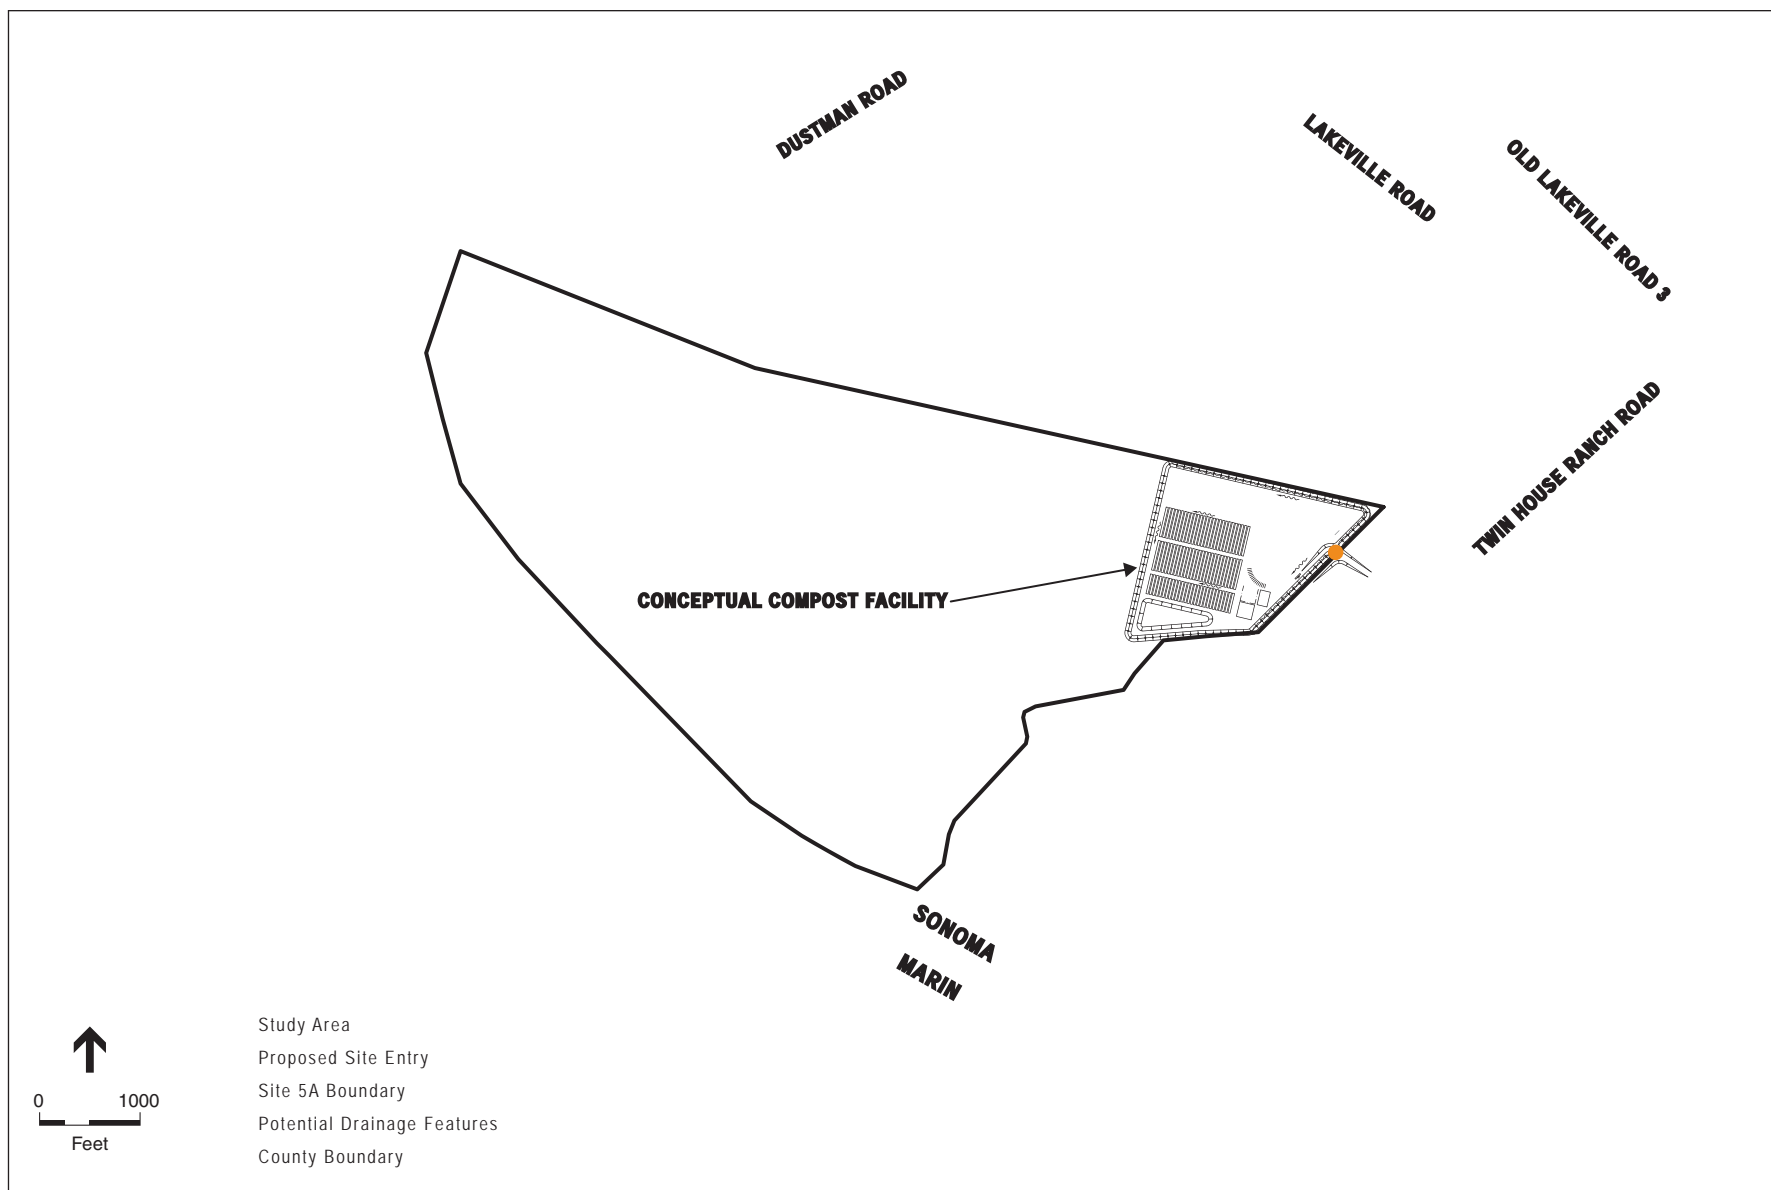 DUSTMAN ROAD
LAKEVILLE ROAD
OLD LAKEVILLE ROAD 3
TWIN HOUSE RANCH ROAD
CONCEPTUAL COMPOST FACILITY
SONOMA
MARIN
Study Area
Proposed Site Entry
Site 5A Boundary
Potential Drainage Features
County Boundary
0 1000
Feet